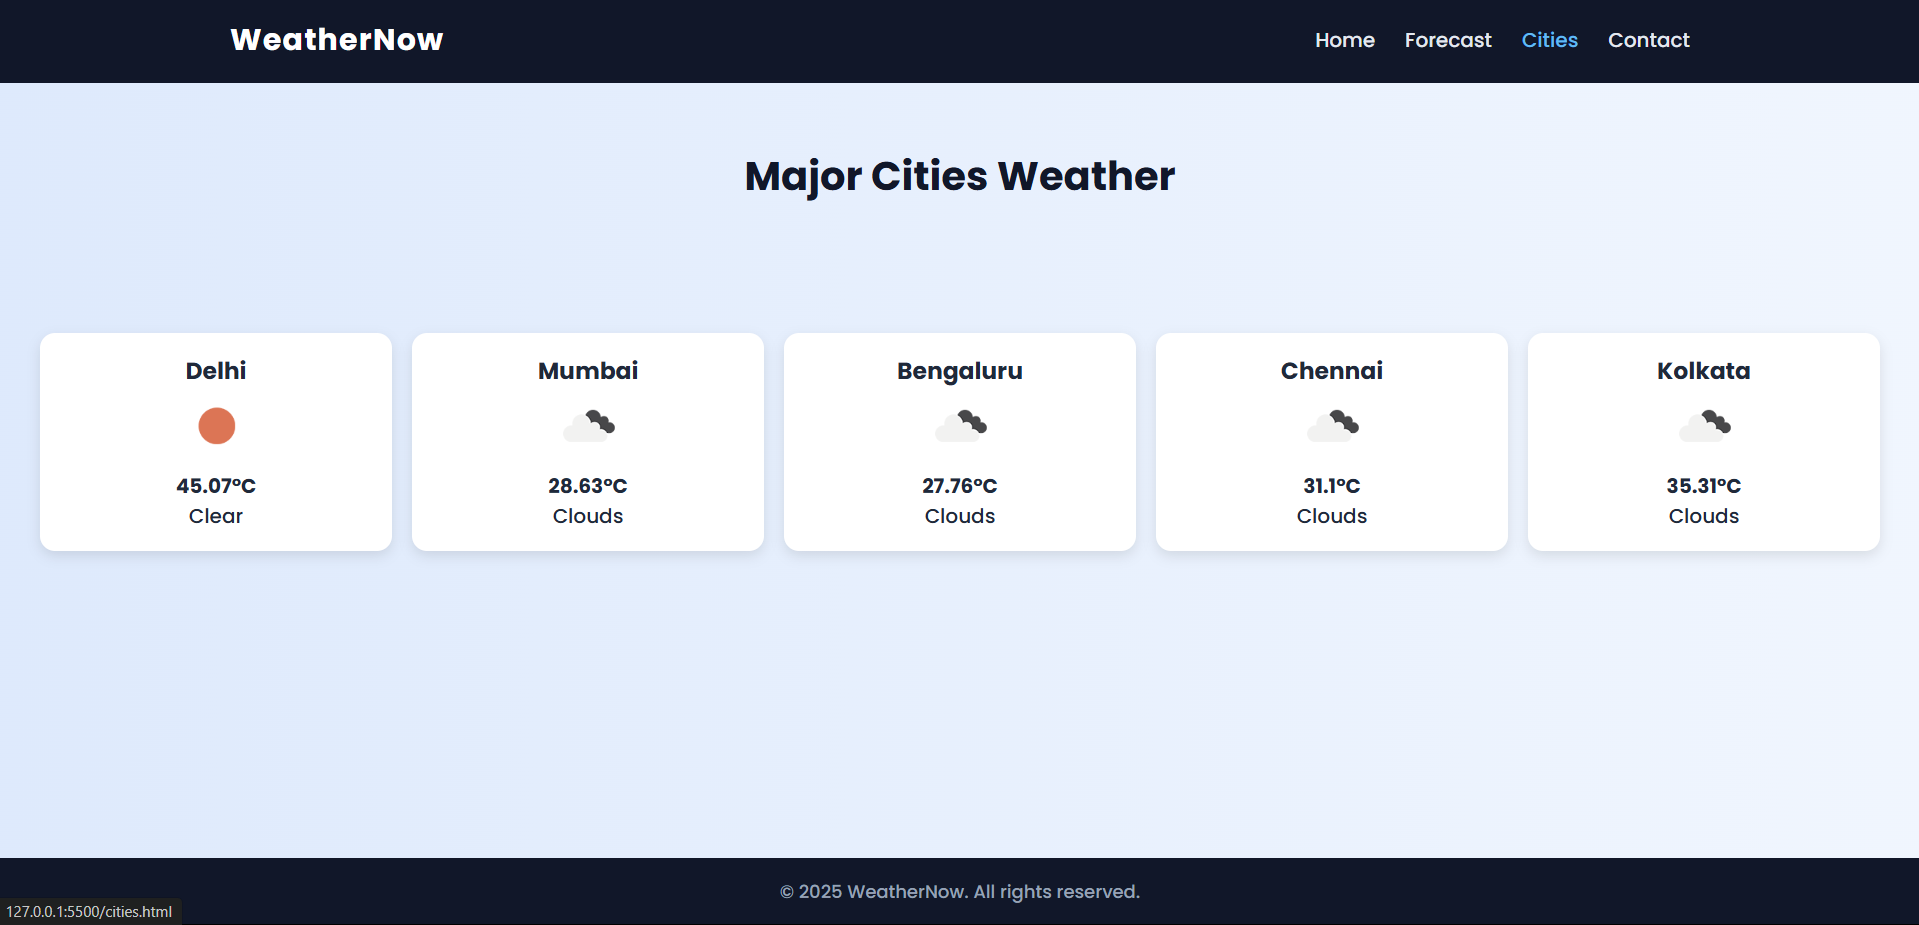 WeatherNow
Home Forecast Cities Contact
Major Cities Weather
Delhi
45.07°C
Clear
Mumbai
28.63°C
Clouds
Bengaluru
27.76°C
Clouds
Chennai
31.1°C
Clouds
Kolkata
35.31°C
Clouds
© 2025 WeatherNow. All rights reserved.
127.0.0.1:5500/cities.html